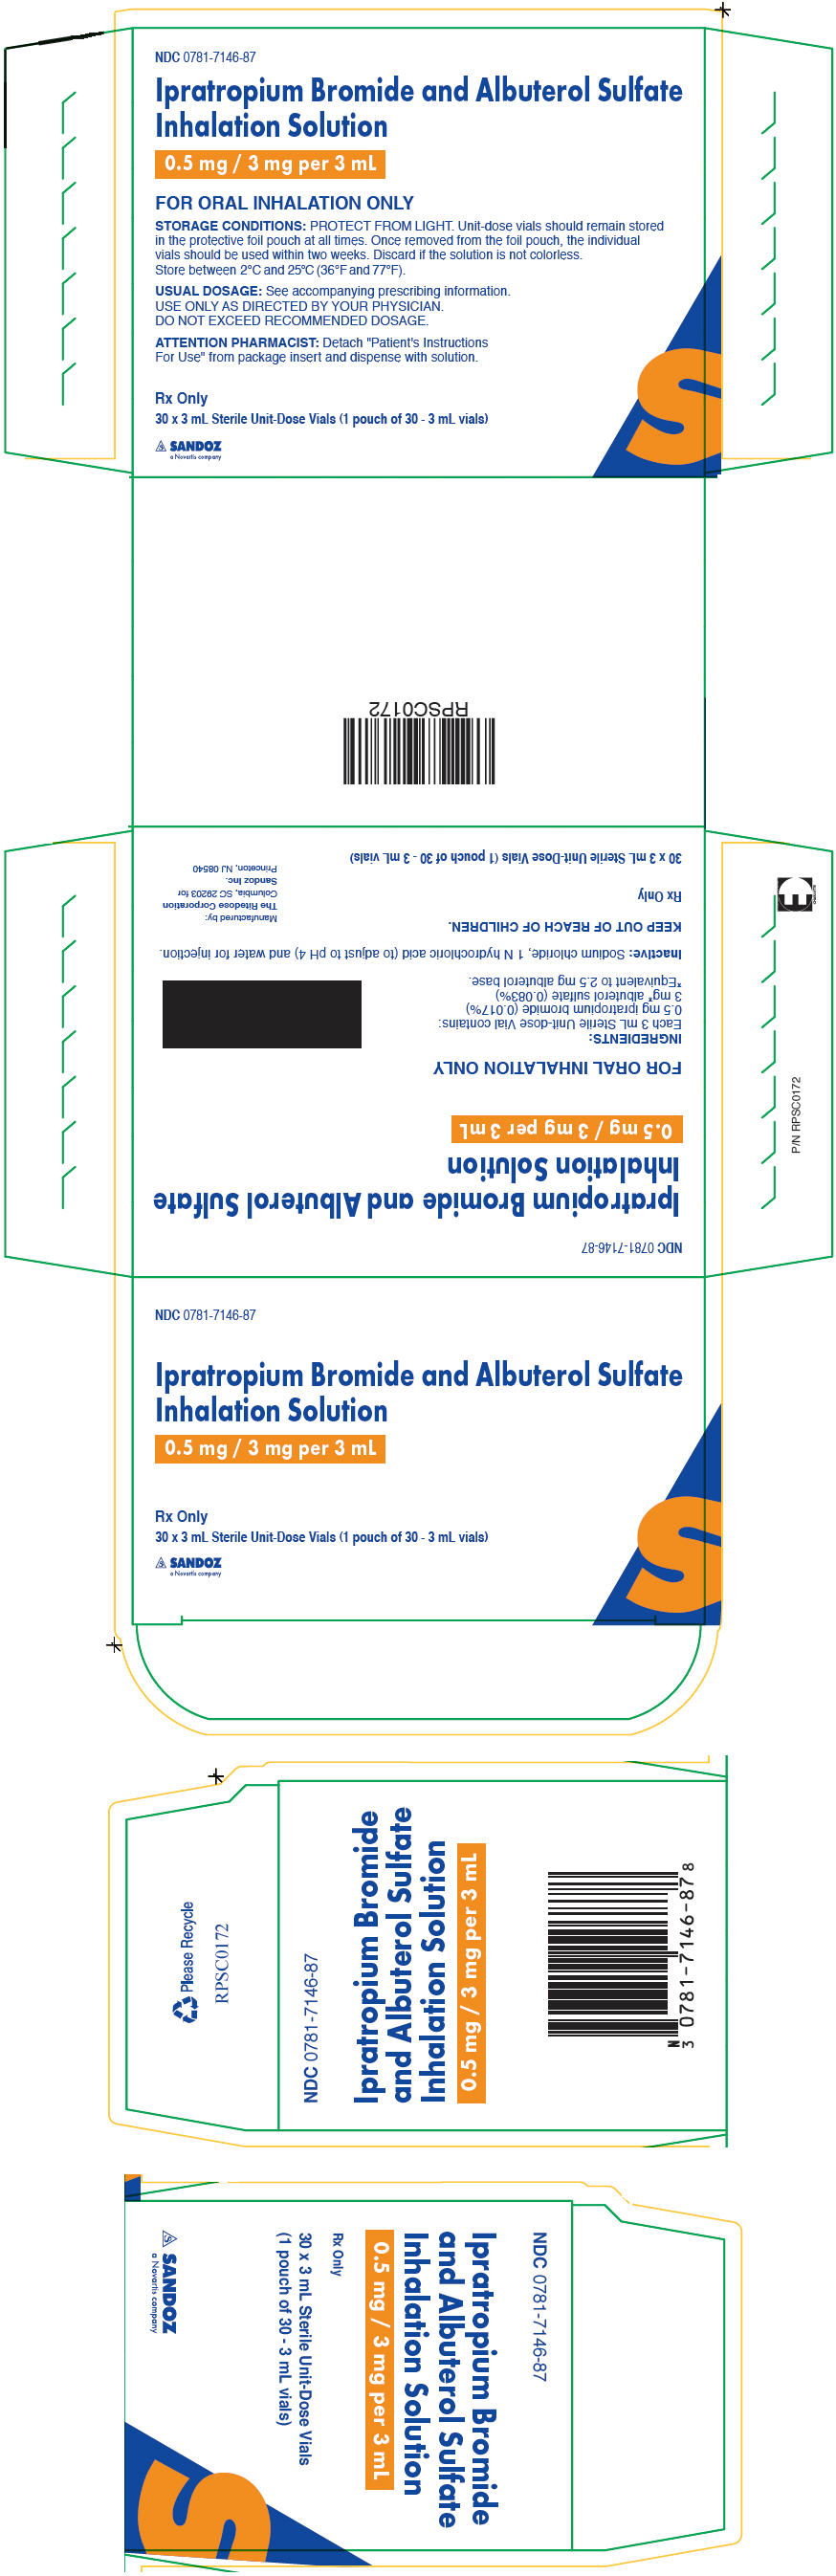 NDC 0781-7146-87
Ipratropium Bromide and Albuterol Sulfate
Inhalation Solution
0.5 mg / 3 mg per 3 mL
FOR ORAL INHALATION ONLY
STORAGE CONDITIONS: PROTECT FROM LIGHT. Unit-dose vials should remain stored
in the protective foil pouch at all times. Once removed from the foil pouch, the individual
vials should be used within two weeks. Discard if the solution is not colorless.
Store between 2°C and 25°C (36°F and 77°F).
USUAL DOSAGE: See accompanying prescribing information.
USE ONLY AS DIRECTED BY YOUR PHYSICIAN.
DO NOT EXCEED RECOMMENDED DOSAGE.
ATTENTION PHARMACIST: Detach "Patient's Instructions
For Use" from package insert and dispense with solution.
Rx Only
30 x 3 mL Sterile Unit-Dose Vials (1 pouch of 30 - 3 mL vials)
S SANDOZ
a Novartis company
S
RPSC0172
NDC 0781-7146-87
Ipratropium Bromide and Albuterol Sulfate
Inhalation Solution
0.5 mg / 3 mg per 3 mL
FOR ORAL INHALATION ONLY
INGREDIENTS:
Each 3 mL Sterile Unit-dose Vial contains:
0.5 mg ipratropium bromide (0.017%)
3 mg* albuterol sulfate (0.083%)
*Equivalent to 2.5 mg albuterol base.
Inactive: Sodium chloride, 1 N hydrochloric acid (to adjust to pH 4) and water for injection.
KEEP OUT OF REACH OF CHILDREN.
Rx Only
30 x 3 mL Sterile Unit-Dose Vials (1 pouch of 30 - 3 mL vials)
Manufactured by:
The Ritedose Corporation
Columbia, SC 29203 for
Sandoz Inc.
Princeton, NJ 08540
E
P/N RPSC0172
NDC 0781-7146-87
Ipratropium Bromide and Albuterol Sulfate
Inhalation Solution
0.5 mg / 3 mg per 3 mL
Rx Only
30 x 3 mL Sterile Unit-Dose Vials (1 pouch of 30 - 3 mL vials)
S SANDOZ
a Novartis company
S
Please Recycle
RPSC0172
NDC 0781-7146-87
Ipratropium Bromide
and Albuterol Sulfate
Inhalation Solution
0.5 mg / 3 mg per 3 mL
N
3 0781-7146-87 8
NDC 0781-7146-87
Ipratropium Bromide
and Albuterol Sulfate
Inhalation Solution
0.5 mg / 3 mg per 3 mL
Rx Only
30 x 3 mL Sterile Unit-Dose Vials
(1 pouch of 30 - 3 mL vials)
S SANDOZ
a Novartis company
S